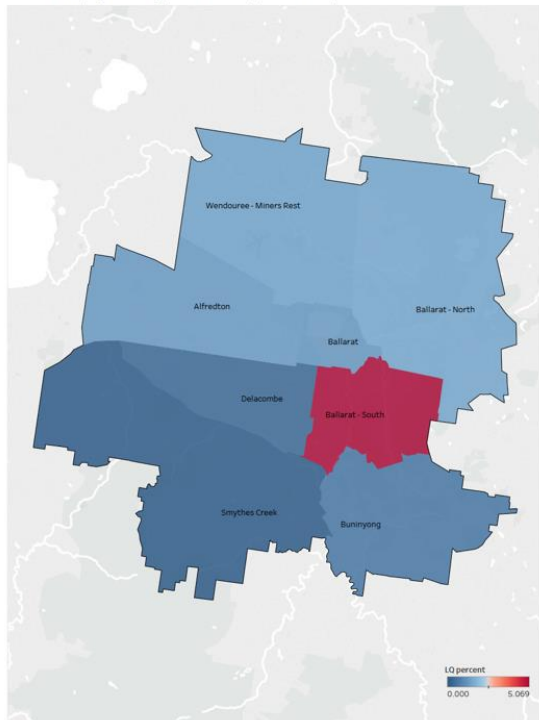 Wendouree - Miners Rest
Alfredton
Ballarat - North
Ballarat
Delacombe
Ballarat - South
Smythes Creek
Buninyong
LQ percent
0.000 5.069